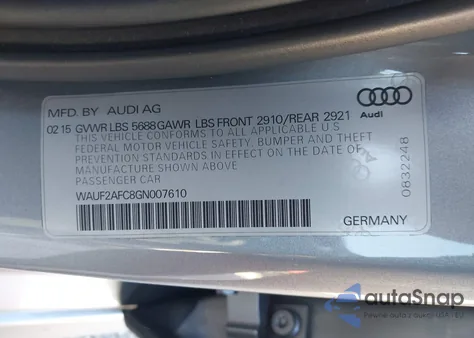 MFD. BY AUDI AG
02 15 GVWR LBS 5688 GAWR LBS FRONT 2910/REAR 2921
THIS VEHICLE CONFORMS TO ALL APPLICABLE U S
FEDERAL MOTOR VEHICLE SAFETY, BUMPER AND THEFT
PREVENTION STANDARDS IN EFFECT ON THE DATE OF
MANUFACTURE SHOWN ABOVE
PASSENGER CAR
WAUF2AFC8GN007610
Audi
0832248
GERMANY
autoSnap